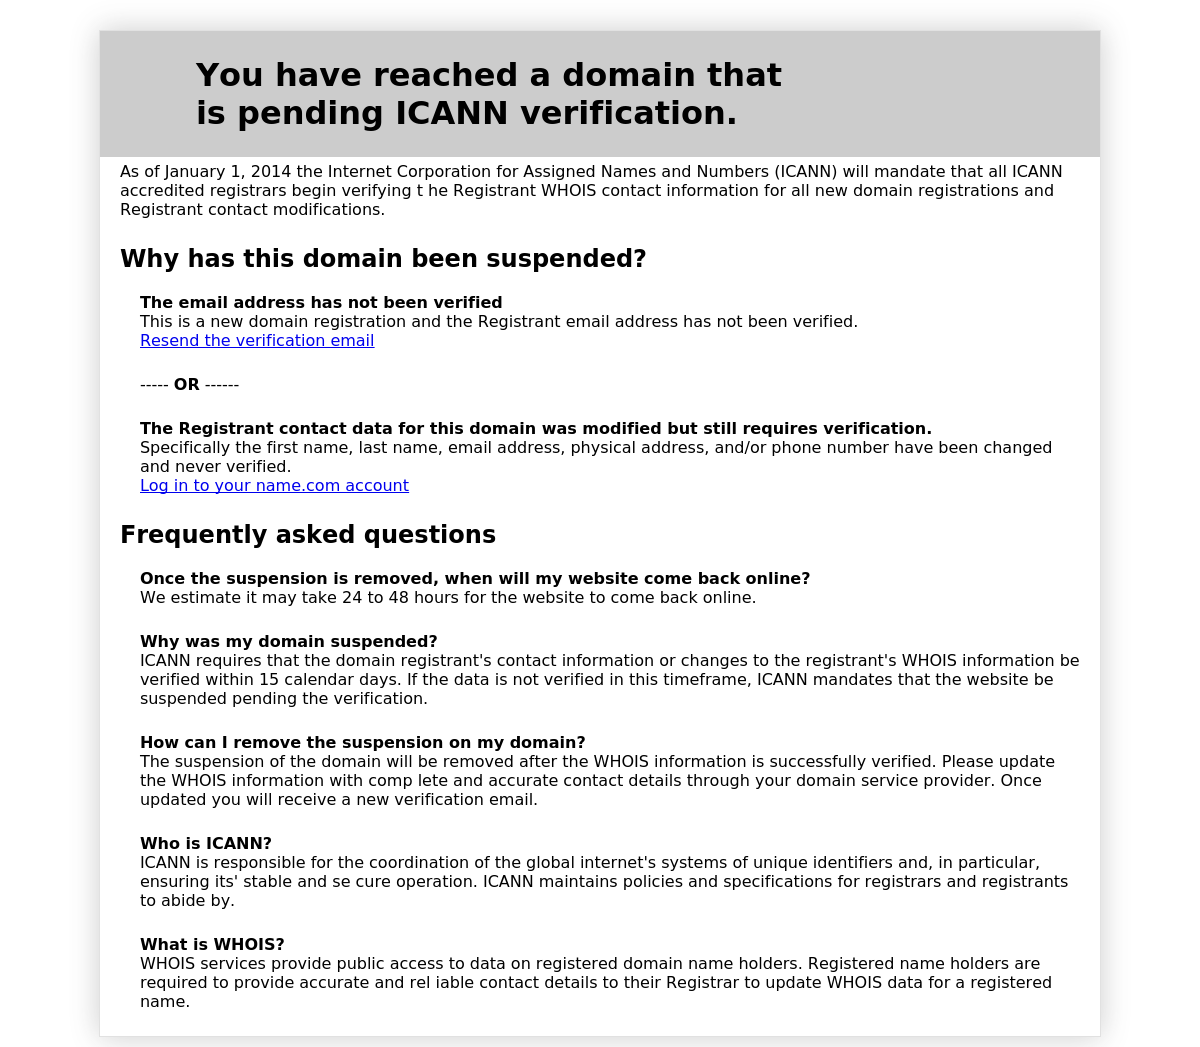 You have reached a domain that
is pending ICANN verification.
As of January 1, 2014 the Internet Corporation for Assigned Names and Numbers (ICANN) will mandate that all ICANN
accredited registrars begin verifying t he Registrant WHOIS contact information for all new domain registrations and
Registrant contact modifications.
Why has this domain been suspended?
The email address has not been verified
This is a new domain registration and the Registrant email address has not been verified.
Resend the verification email
----- OR ------
The Registrant contact data for this domain was modified but still requires verification.
Specifically the first name, last name, email address, physical address, and/or phone number have been changed
and never verified.
Log in to your name.com account
Frequently asked questions
Once the suspension is removed, when will my website come back online?
We estimate it may take 24 to 48 hours for the website to come back online.
Why was my domain suspended?
ICANN requires that the domain registrant's contact information or changes to the registrant's WHOIS information be
verified within 15 calendar days. If the data is not verified in this timeframe, ICANN mandates that the website be
suspended pending the verification.
How can I remove the suspension on my domain?
The suspension of the domain will be removed after the WHOIS information is successfully verified. Please update
the WHOIS information with comp lete and accurate contact details through your domain service provider. Once
updated you will receive a new verification email.
Who is ICANN?
ICANN is responsible for the coordination of the global internet's systems of unique identifiers and, in particular,
ensuring its' stable and se cure operation. ICANN maintains policies and specifications for registrars and registrants
to abide by.
What is WHOIS?
WHOIS services provide public access to data on registered domain name holders. Registered name holders are
required to provide accurate and rel iable contact details to their Registrar to update WHOIS data for a registered
name.